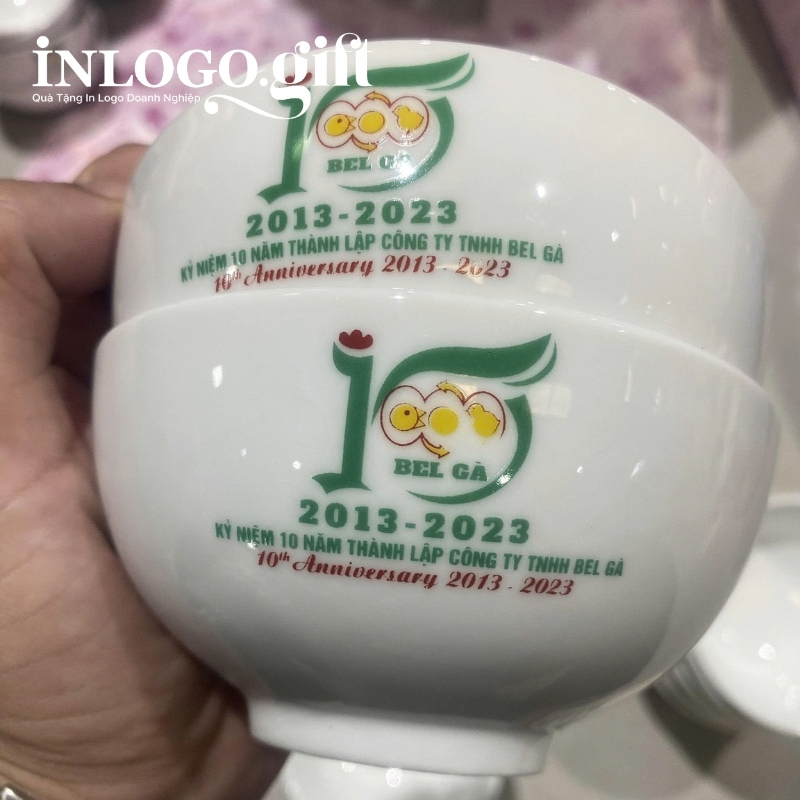 iNLOGO.gift
Quà Tặng In Logo Doanh Nghiệp
10
BEL GÀ
2013-2023
KỶ NIỆM 10 NĂM THÀNH LẬP CÔNG TY TNHH BEL GÀ
10th Anniversary 2013 - 2023
10
BEL GÀ
2013-2023
KỶ NIỆM 10 NĂM THÀNH LẬP CÔNG TY TNHH BEL GÀ
10th Anniversary 2013 - 2023